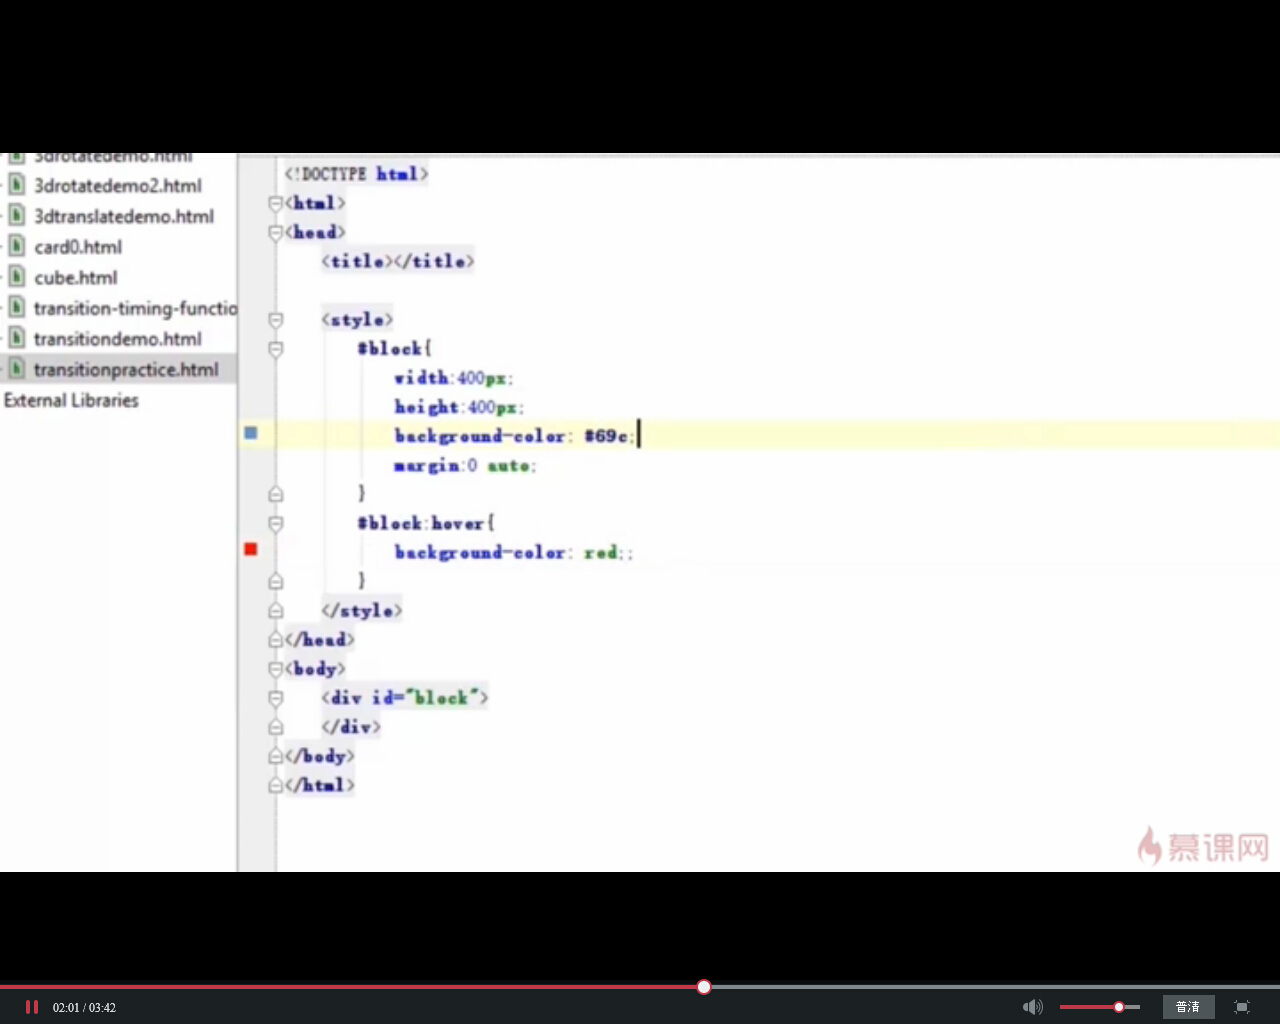 3drotatedemo.html
3drotatedemo2.html
3dtranslatedemo.html
card0.html
cube.html
transition-timing-functio
transitiondemo.html
transitionpractice.html
External Libraries
<!DOCTYPE html>
<html>
<head>
<title></title>
<style>
#block{
width:400px;
height:400px;
background-color: #69c;
margin:0 auto;
}
#block:hover{
background-color: red;;
}
</style>
</head>
<body>
<div id="block">
</div>
</body>
</html>
慕课网
02:01 / 03:42
普清